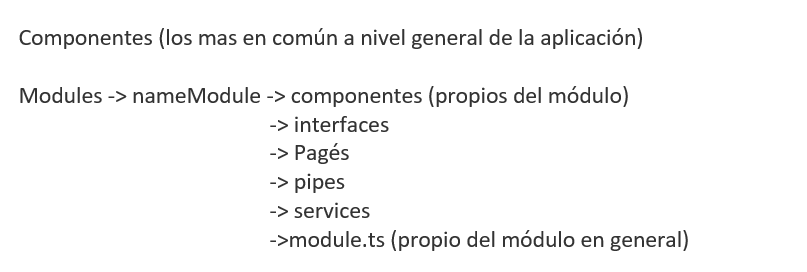 Componentes (los mas en común a nivel general de la aplicación)
Modules -> nameModule -> componentes (propios del módulo)
-> interfaces
-> Pagés
-> pipes
-> services
->module.ts (propio del módulo en general)